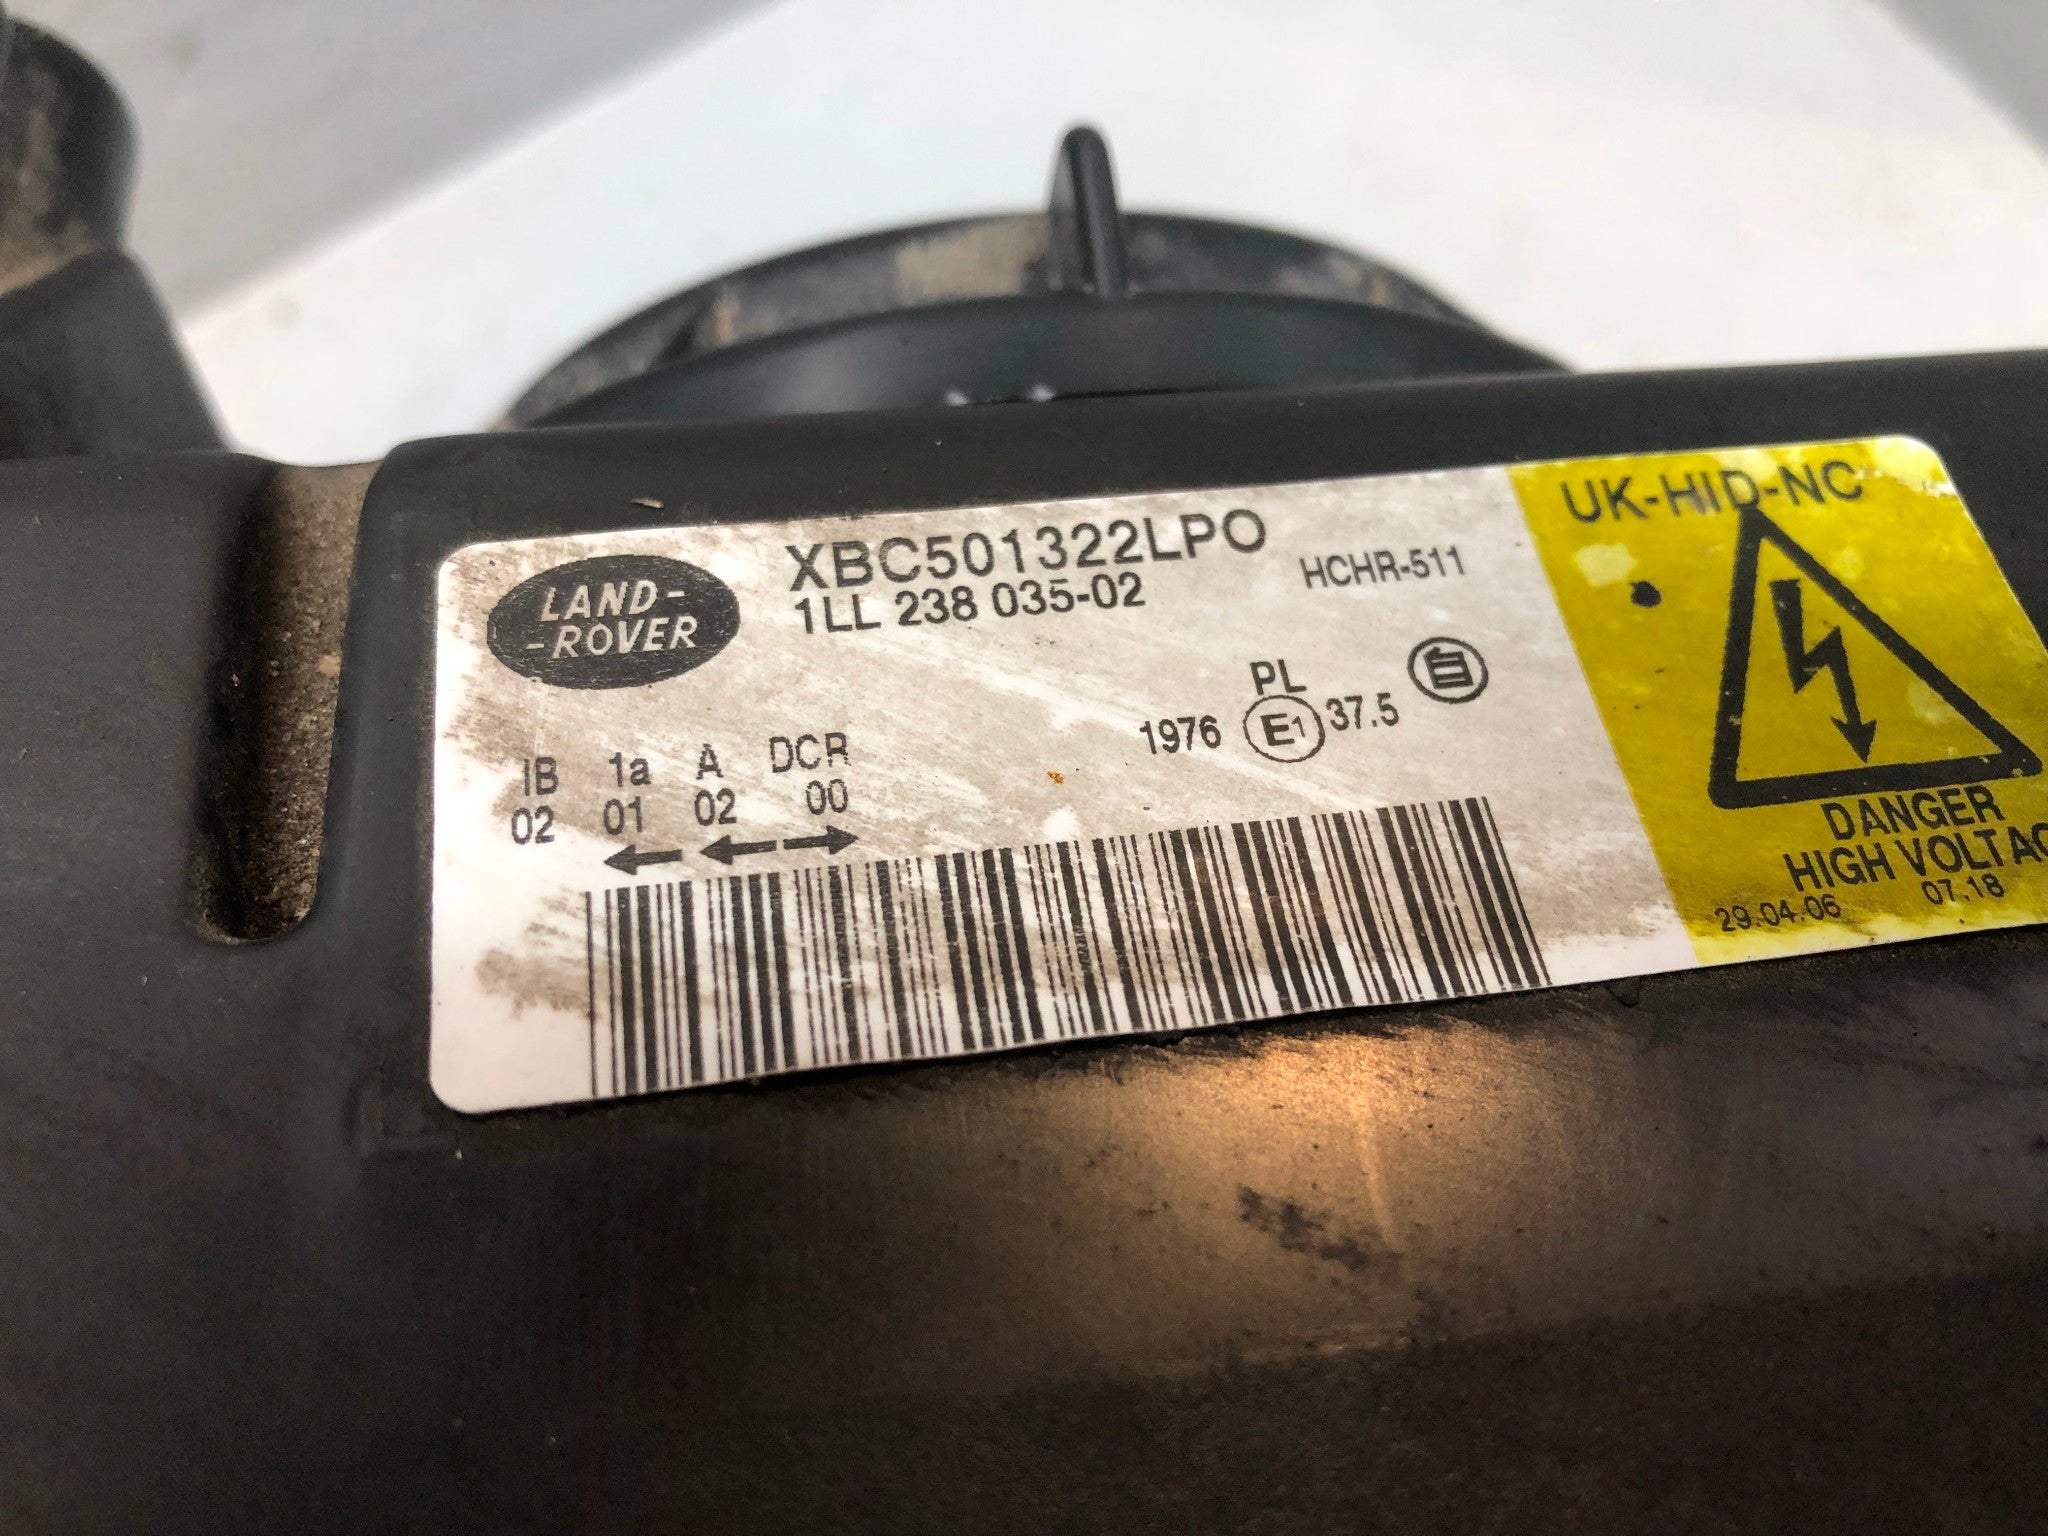 LAND-
-ROVER
XBC501322LPO
1LL 238 035-02
HCHR-511
PL
1976 E1 37.5
自
IB 1a A DCR
02 01 02 00
UK-HID-NC
DANGER
HIGH VOLTAG
29.04.06 07.18